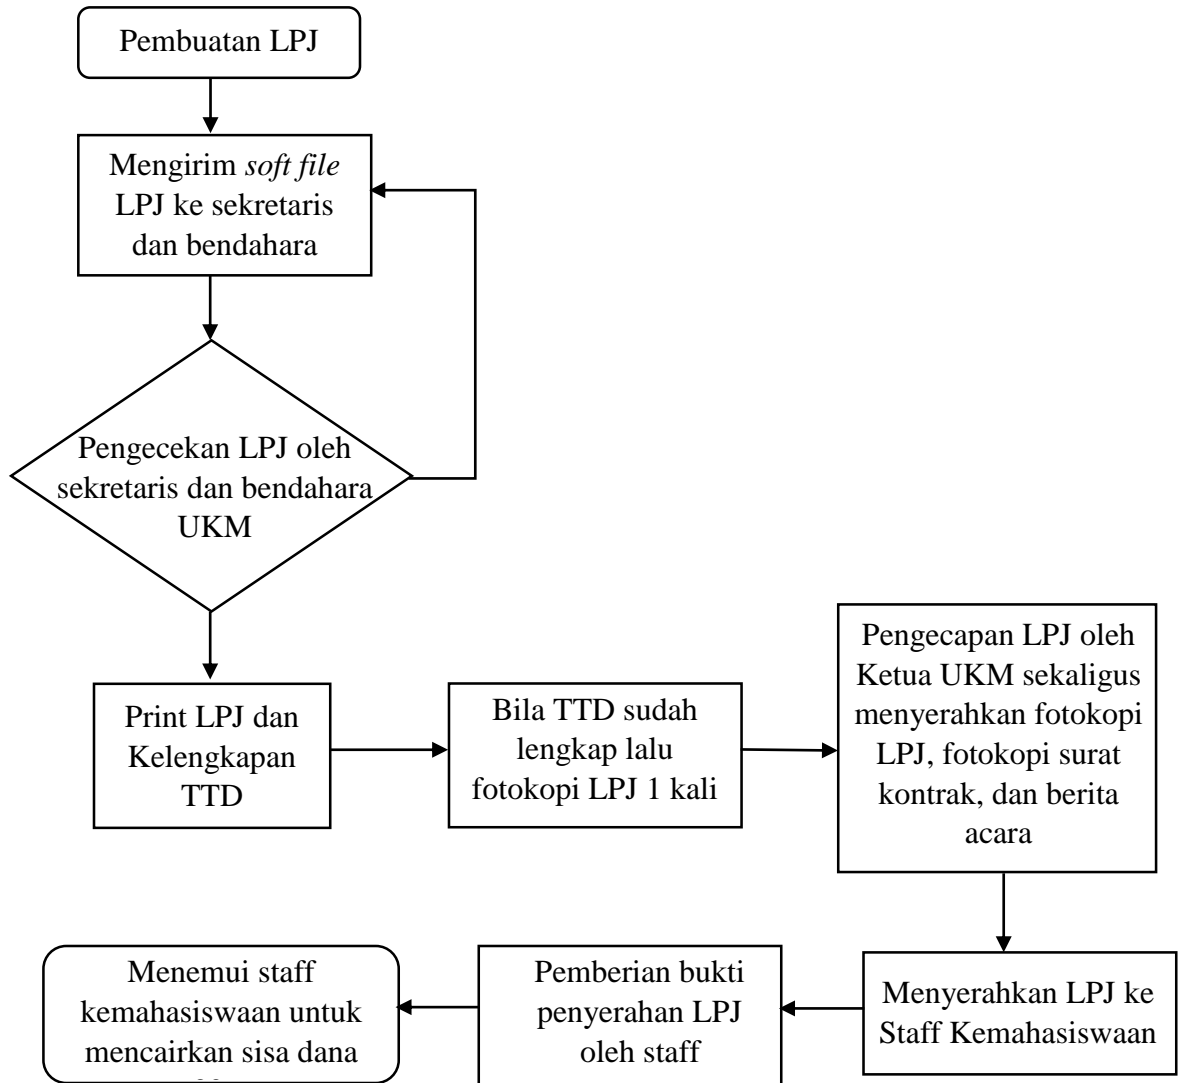 Pembuatan LPJ
Mengirim soft file
LPJ ke sekretaris
dan bendahara
Pengecekan LPJ oleh
sekretaris dan bendahara
UKM
Print LPJ dan
Kelengkapan
TTD
Bila TTD sudah
lengkap lalu
fotokopi LPJ 1 kali
Pengecapan LPJ oleh
Ketua UKM sekaligus
menyerahkan fotokopi
LPJ, fotokopi surat
kontrak, dan berita
acara
Menyerahkan LPJ ke
Staff Kemahasiswaan
Pemberian bukti
penyerahan LPJ
oleh staff
Menemui staff
kemahasiswaan untuk
mencairkan sisa dana